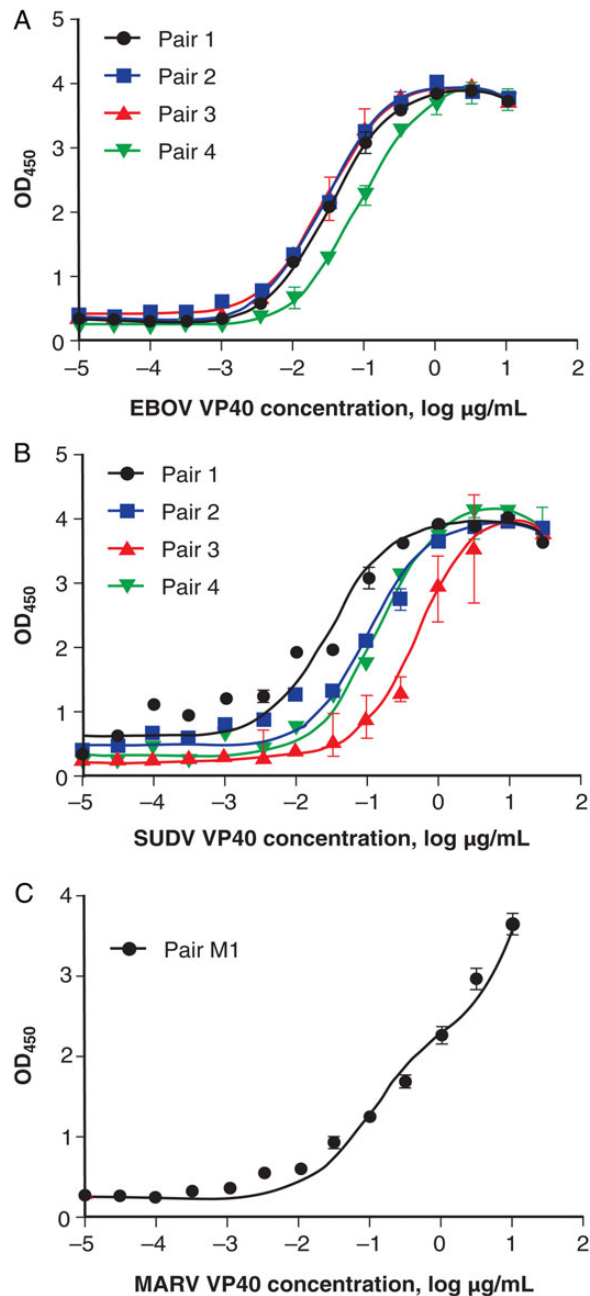 A
Pair 1
Pair 2
Pair 3
Pair 4
OD450
5
4
3
2
1
0
–5 –4 –3 –2 –1 0 1 2
EBOV VP40 concentration, log μg/mL
B
Pair 1
Pair 2
Pair 3
Pair 4
OD450
5
4
3
2
1
0
–5 –4 –3 –2 –1 0 1 2
SUDV VP40 concentration, log μg/mL
C
Pair M1
OD450
4
3
2
1
0
–5 –4 –3 –2 –1 0 1 2
MARV VP40 concentration, log μg/mL